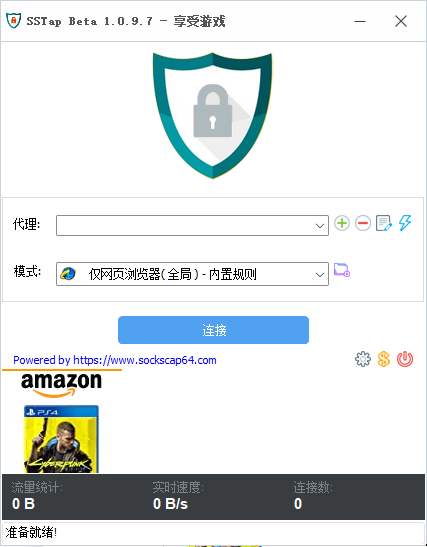 SSTap Beta 1.0.9.7 - 享受游戏
代理:
模式:
仅网页浏览器(全局) - 内置规则
连接
Powered by https://www.sockscap64.com
amazon
PS4
Cyberpunk
流量统计: 实时速度: 连接数:
0 B 0 B/s 0
准备就绪!